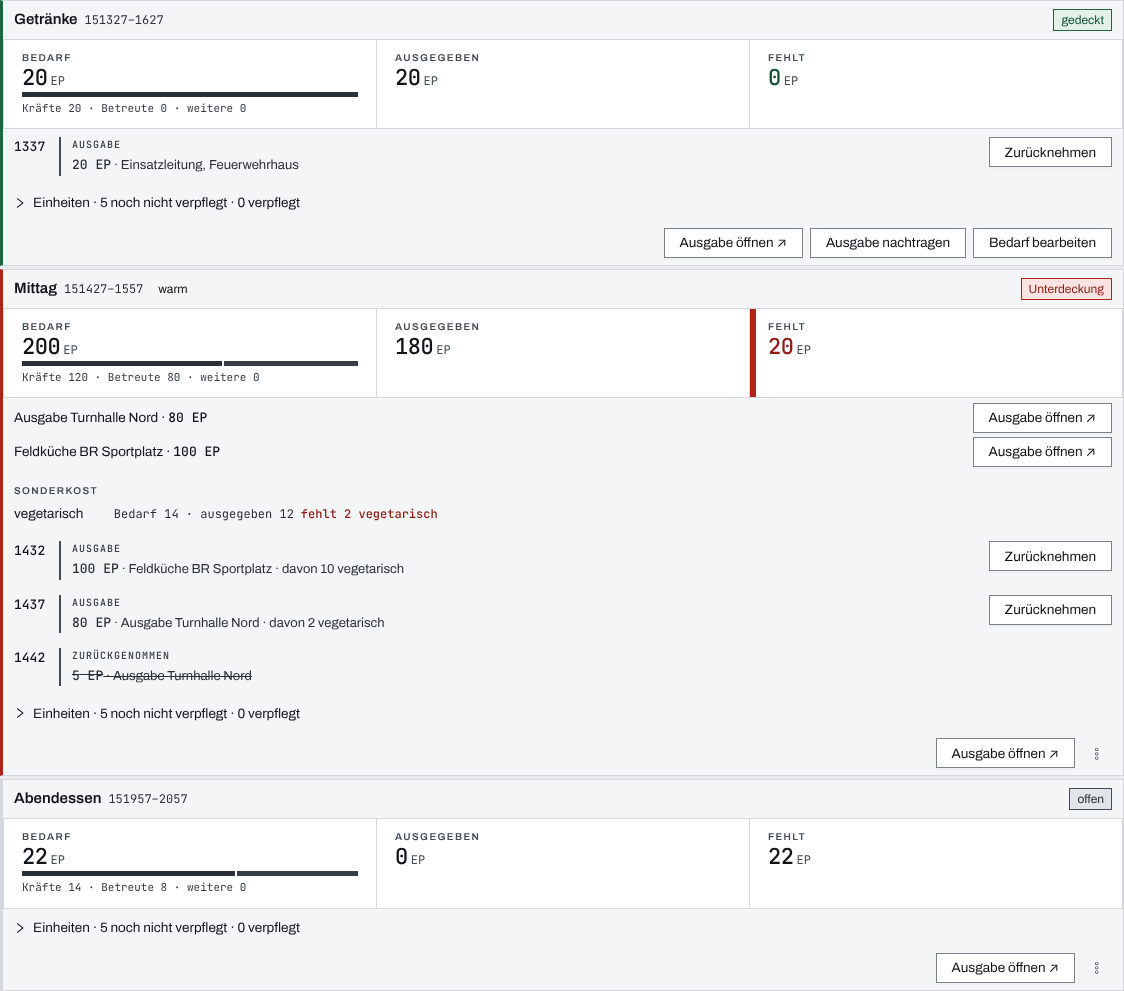 Getränke 151327–1627 gedeckt
BEDARF AUSGEGEBEN FEHLT
20 EP 20 EP 0 EP
Kräfte 20 · Betreute 0 · weitere 0
1337 AUSGABE Zurücknehmen
20 EP · Einsatzleitung, Feuerwehrhaus
Einheiten · 5 noch nicht verpflegt · 0 verpflegt
Ausgabe öffnen ↗ Ausgabe nachtragen Bedarf bearbeiten
Mittag 151427–1557 warm Unterdeckung
BEDARF AUSGEGEBEN FEHLT
200 EP 180 EP 20 EP
Kräfte 120 · Betreute 80 · weitere 0
Ausgabe Turnhalle Nord · 80 EP Ausgabe öffnen ↗
Feldküche BR Sportplatz · 100 EP Ausgabe öffnen ↗
SONDERKOST
vegetarisch Bedarf 14 · ausgegeben 12 fehlt 2 vegetarisch
1432 AUSGABE Zurücknehmen
100 EP · Feldküche BR Sportplatz · davon 10 vegetarisch
1437 AUSGABE Zurücknehmen
80 EP · Ausgabe Turnhalle Nord · davon 2 vegetarisch
1442 ZURÜCKGENOMMEN
5 EP · Ausgabe Turnhalle Nord
Einheiten · 5 noch nicht verpflegt · 0 verpflegt
Ausgabe öffnen ↗
Abendessen 151957–2057 offen
BEDARF AUSGEGEBEN FEHLT
22 EP 0 EP 22 EP
Kräfte 14 · Betreute 8 · weitere 0
Einheiten · 5 noch nicht verpflegt · 0 verpflegt
Ausgabe öffnen ↗